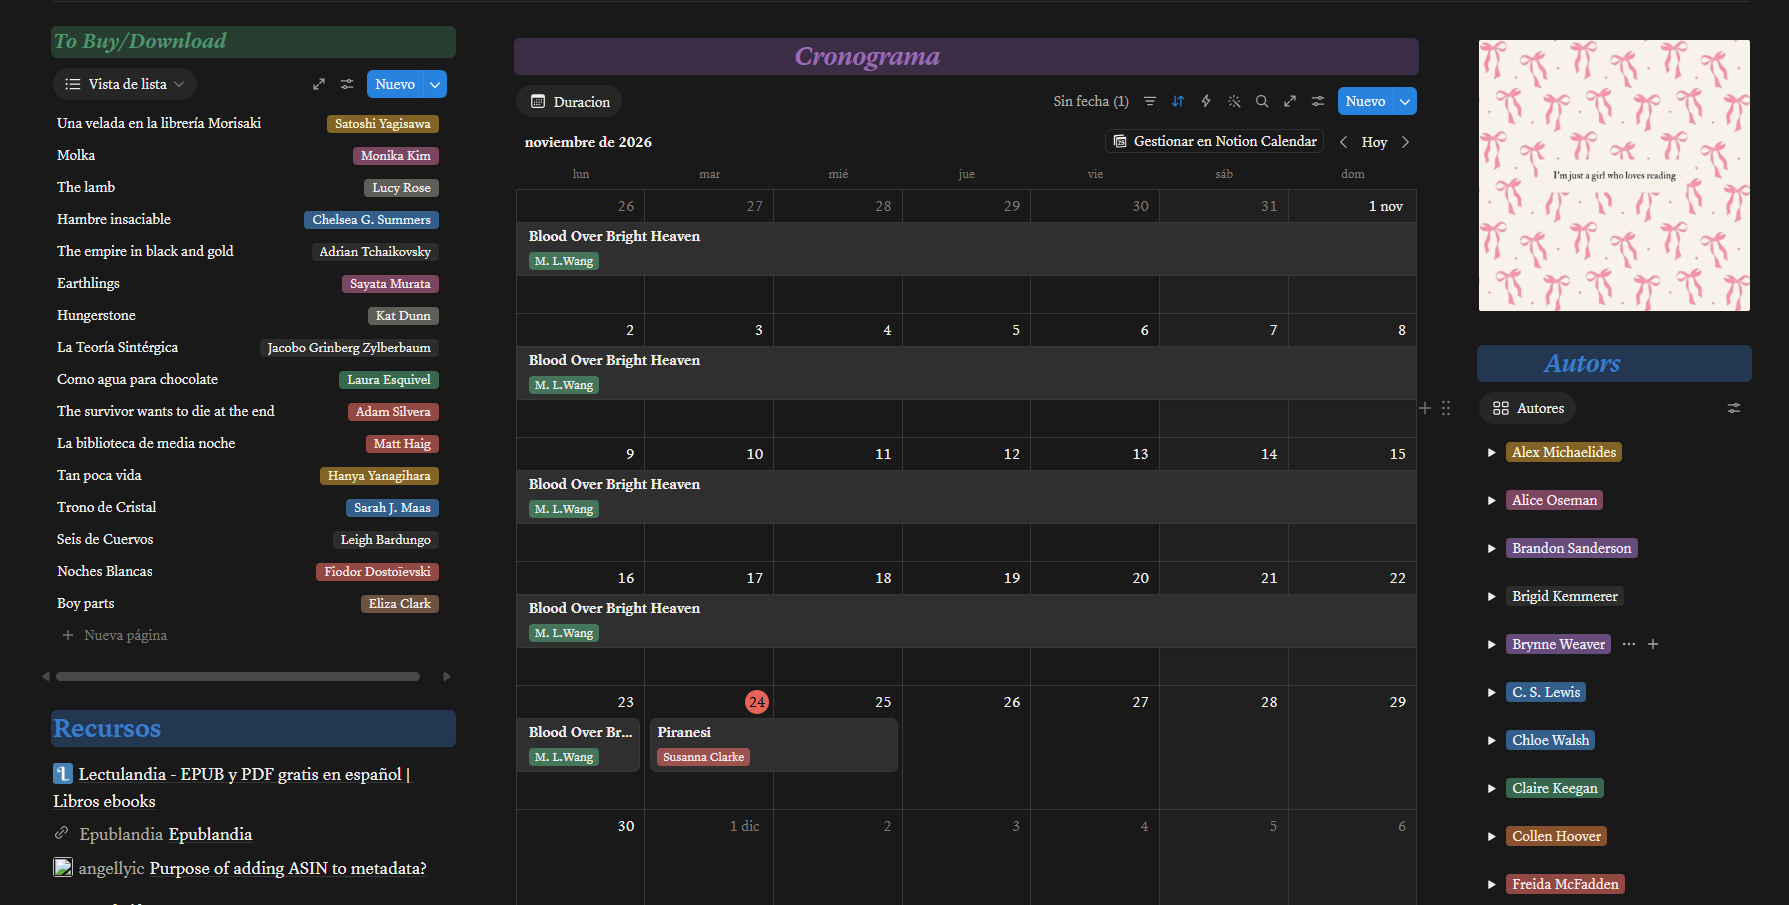 To Buy/Download
Vista de lista
Nuevo
Una velada en la librería Morisaki Satoshi Yagisawa
Molka Monika Kim
The lamb Lucy Rose
Hambre insaciable Chelsea G. Summers
The empire in black and gold Adrian Tchaikovsky
Earthlings Sayata Murata
Hungerstone Kat Dunn
La Teoría Sintérgica Jacobo Grinberg Zylberbaum
Como agua para chocolate Laura Esquivel
The survivor wants to die at the end Adam Silvera
La biblioteca de media noche Matt Haig
Tan poca vida Hanya Yanagihara
Trono de Cristal Sarah J. Maas
Seis de Cuervos Leigh Bardungo
Noches Blancas Fiodor Dostoïevski
Boy parts Eliza Clark
Nueva página
Recursos
Lectulandia - EPUB y PDF gratis en español |
Libros ebooks
Epublandia Epublandia
angellyic Purpose of adding ASIN to metadata?
Cronograma
Duracion
Sin fecha (1)
Nuevo
noviembre de 2026
Gestionar en Notion Calendar
Hoy
lun mar mié jue vie sáb dom
26 27 28 29 30 31 1 nov
Blood Over Bright Heaven
M. L.Wang
2 3 4 5 6 7 8
Blood Over Bright Heaven
M. L.Wang
9 10 11 12 13 14 15
Blood Over Bright Heaven
M. L.Wang
16 17 18 19 20 21 22
Blood Over Bright Heaven
M. L.Wang
23 24 25 26 27 28 29
Blood Over Br... Piranesi
M. L.Wang Susanna Clarke
30 1 dic 2 3 4 5 6
I'm just a girl who loves reading
Autors
Autores
Alex Michaelides
Alice Oseman
Brandon Sanderson
Brigid Kemmerer
Brynne Weaver
C. S. Lewis
Chloe Walsh
Claire Keegan
Collen Hoover
Freida McFadden